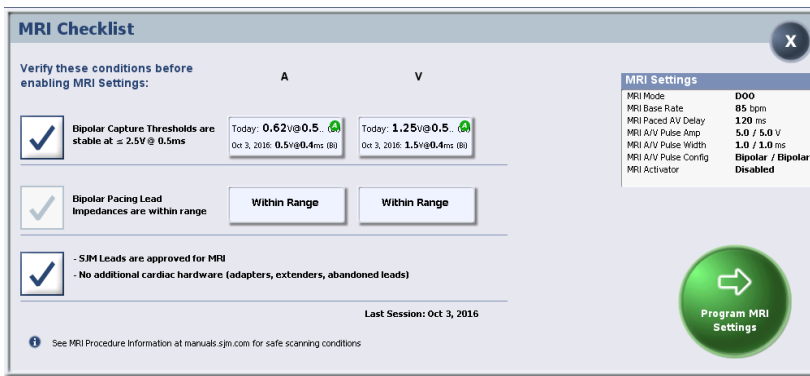 MRI Checklist
X
Verify these conditions before
enabling MRI Settings:
A
V
Bipolar Capture Thresholds are
stable at ≤ 2.5V @ 0.5ms
Today: 0.62V@0.5..
Oct 3, 2016: 0.5V@0.4ms (Bi)
Today: 1.25V@0.5..
Oct 3, 2016: 1.5V@0.4ms (Bi)
Bipolar Pacing Lead
Impedances are within range
Within Range
Within Range
- SJM Leads are approved for MRI
- No additional cardiac hardware (adapters, extenders, abandoned leads)
Last Session: Oct 3, 2016
See MRI Procedure Information at manuals.sjm.com for safe scanning conditions
MRI Settings
MRI Mode DOO
MRI Base Rate 85 bpm
MRI Paced AV Delay 120 ms
MRI A/V Pulse Amp 5.0 / 5.0 V
MRI A/V Pulse Width 1.0 / 1.0 ms
MRI A/V Pulse Config Bipolar / Bipolar
MRI Activator Disabled
Program MRI
Settings